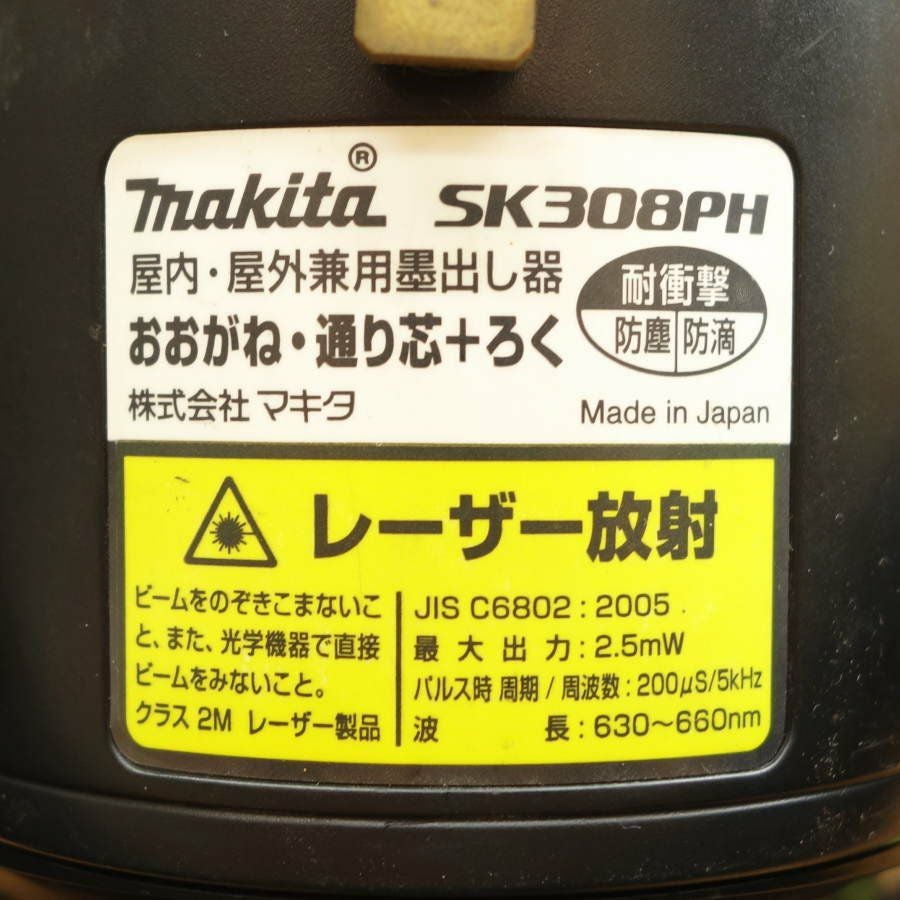 makita® SK308PH
屋内・屋外兼用墨出し器
おおがね・通り芯+ろく
耐衝撃
防塵 防滴
株式会社 マキタ
Made in Japan
レーザー放射
ビームをのぞきこまないこ
と、また、光学機器で直接
ビームをみないこと。
クラス 2M レーザー製品
JIS C6802 : 2005
最大出力 : 2.5mW
パルス時 周期 / 周波数 : 200μS/5kHz
波長 : 630〜660nm